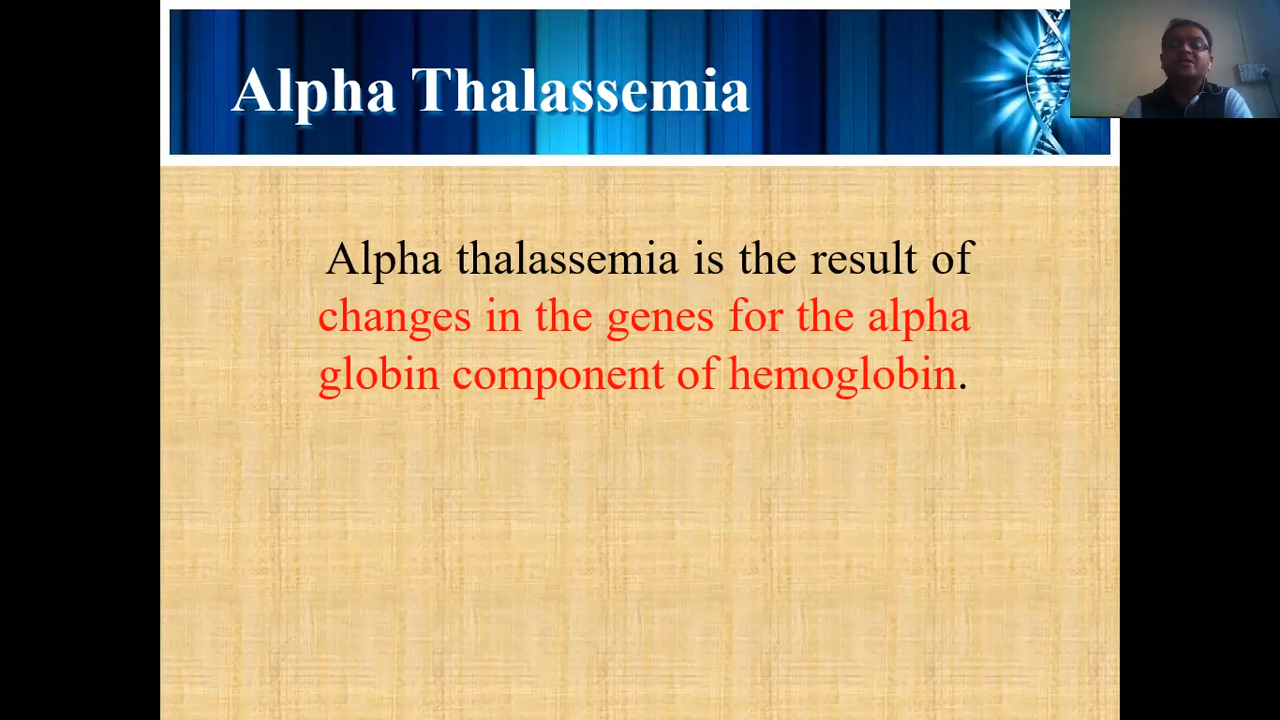 Alpha Thalassemia
Alpha thalassemia is the result of
changes in the genes for the alpha
globin component of hemoglobin.